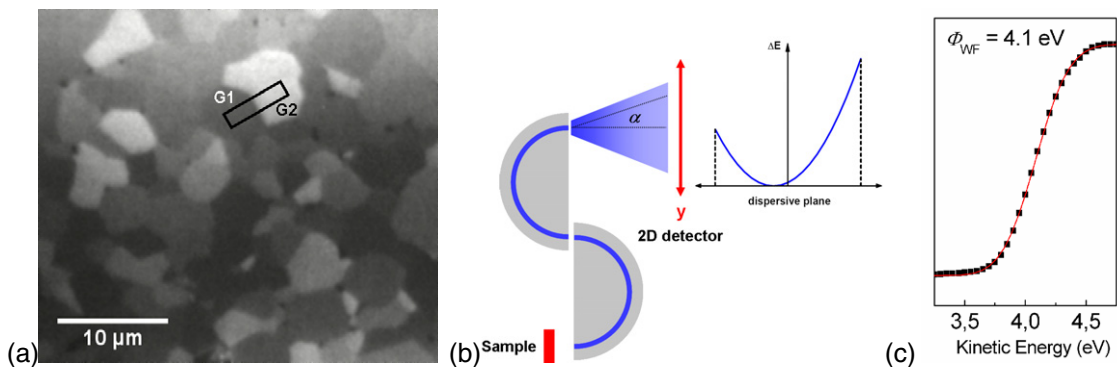 G1
G2
10 µm
(a)
ΔE
α
dispersive plane
y
2D detector
Sample
(b)
Φ_WF = 4.1 eV
3,5 4,0 4,5
Kinetic Energy (eV)
(c)